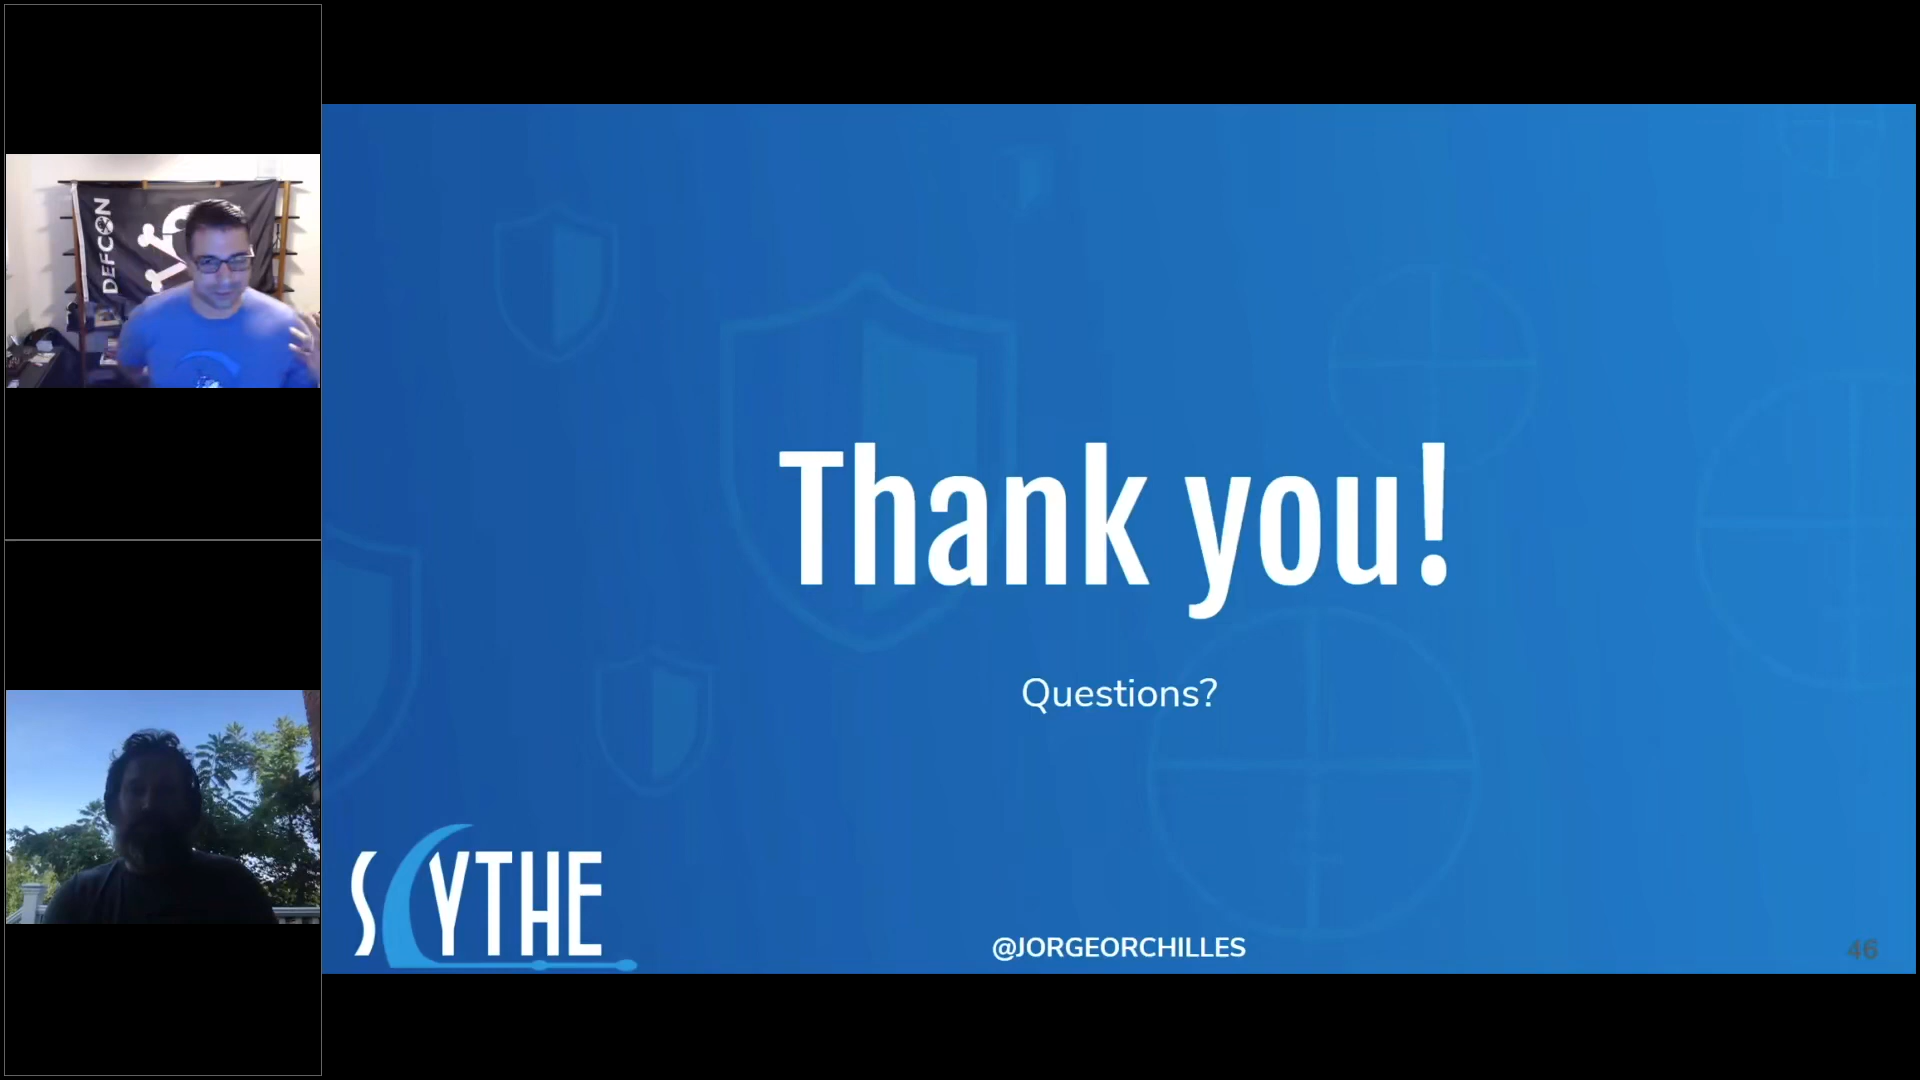 DEFCON
Thank you!
Questions?
SCYTHE
@JORGEORCHILLES
46